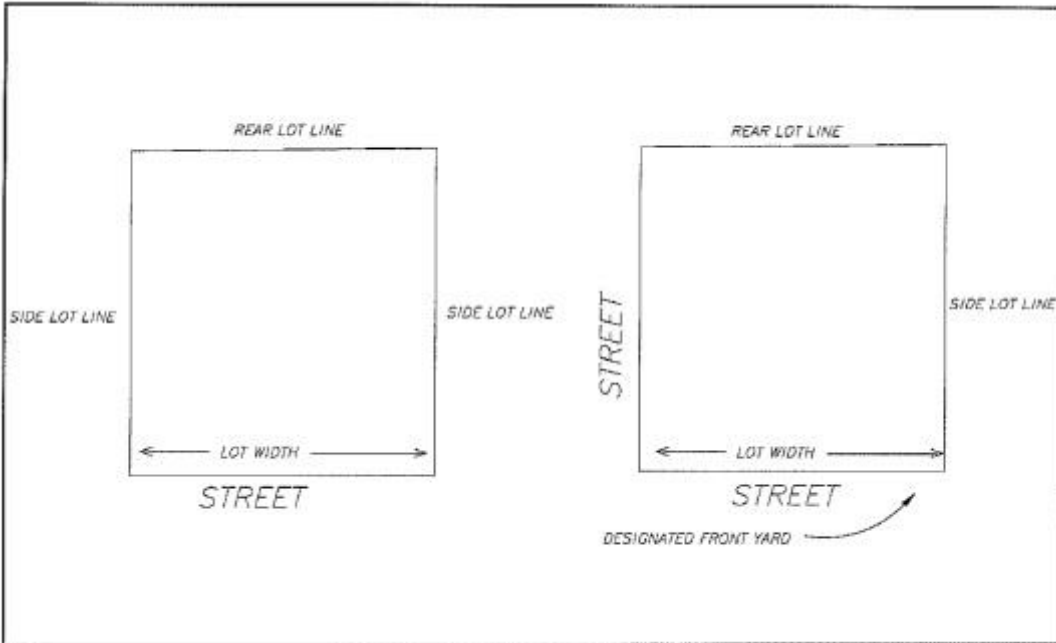 REAR LOT LINE
SIDE LOT LINE
SIDE LOT LINE
LOT WIDTH
STREET
REAR LOT LINE
STREET
SIDE LOT LINE
LOT WIDTH
STREET
DESIGNATED FRONT YARD